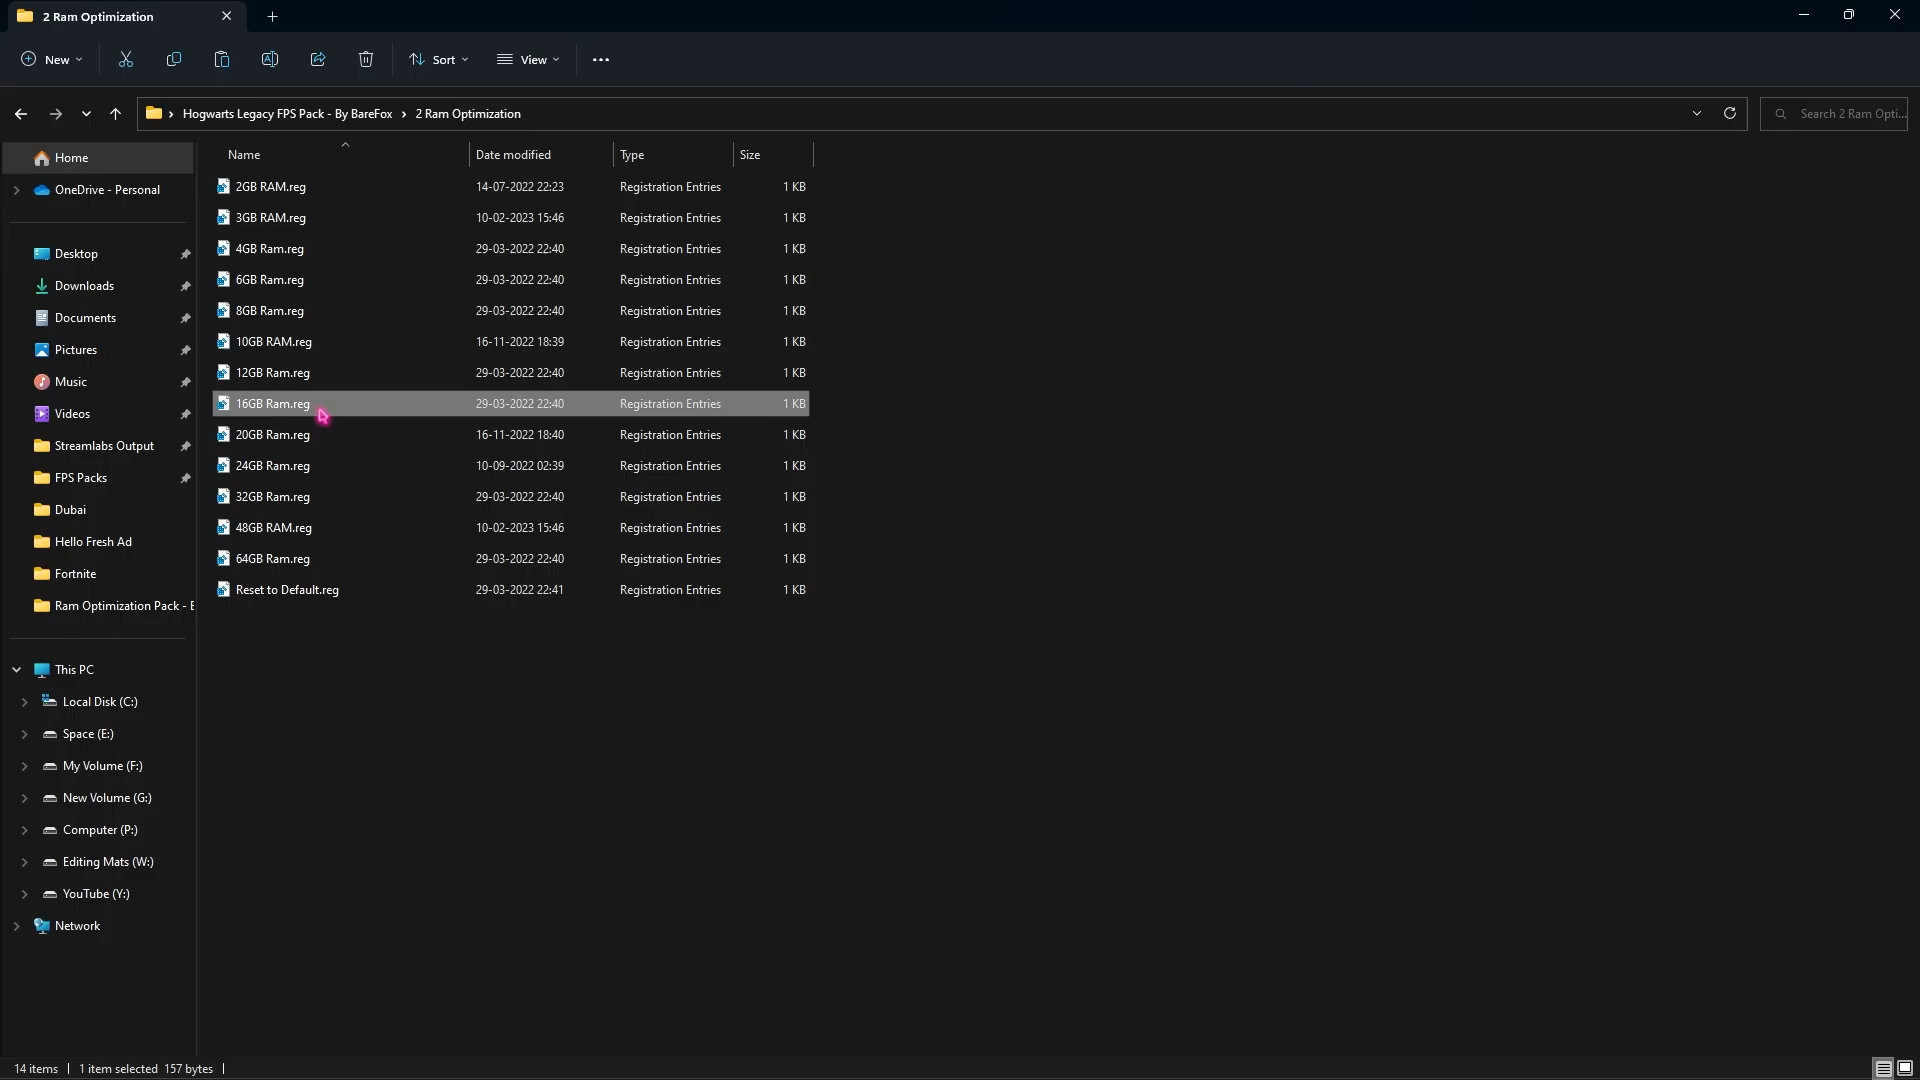 2 Ram Optimization
New
Sort
View
Hogwarts Legacy FPS Pack - By BareFox > 2 Ram Optimization
Search 2 Ram Opti...
Name Date modified Type Size
Home
OneDrive - Personal
Desktop
Downloads
Documents
Pictures
Music
Videos
Streamlabs Output
FPS Packs
Dubai
Hello Fresh Ad
Fortnite
Ram Optimization Pack - E
This PC
Local Disk (C:)
Space (E:)
My Volume (F:)
New Volume (G:)
Computer (P:)
Editing Mats (W:)
YouTube (Y:)
Network
2GB RAM.reg 14-07-2022 22:23 Registration Entries 1 KB
3GB RAM.reg 10-02-2023 15:46 Registration Entries 1 KB
4GB Ram.reg 29-03-2022 22:40 Registration Entries 1 KB
6GB Ram.reg 29-03-2022 22:40 Registration Entries 1 KB
8GB Ram.reg 29-03-2022 22:40 Registration Entries 1 KB
10GB RAM.reg 16-11-2022 18:39 Registration Entries 1 KB
12GB Ram.reg 29-03-2022 22:40 Registration Entries 1 KB
16GB Ram.reg 29-03-2022 22:40 Registration Entries 1 KB
20GB Ram.reg 16-11-2022 18:40 Registration Entries 1 KB
24GB Ram.reg 10-09-2022 02:39 Registration Entries 1 KB
32GB Ram.reg 29-03-2022 22:40 Registration Entries 1 KB
48GB RAM.reg 10-02-2023 15:46 Registration Entries 1 KB
64GB Ram.reg 29-03-2022 22:40 Registration Entries 1 KB
Reset to Default.reg 29-03-2022 22:41 Registration Entries 1 KB
14 items | 1 item selected 157 bytes |